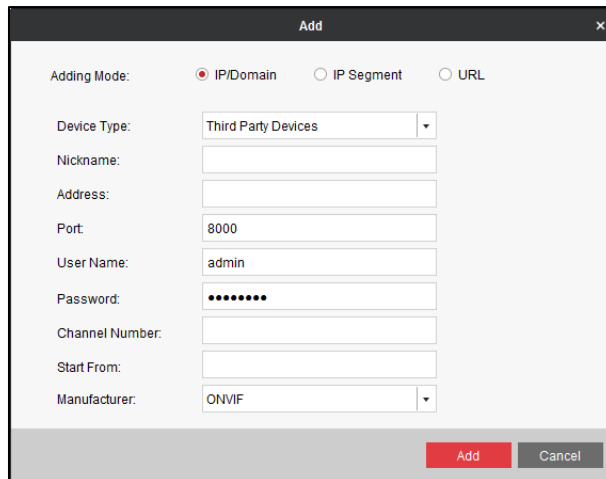 Add
Adding Mode: IP/Domain IP Segment URL
Device Type: Third Party Devices
Nickname:
Address:
Port: 8000
User Name: admin
Password: ●●●●●●●●
Channel Number:
Start From:
Manufacturer: ONVIF
Add Cancel